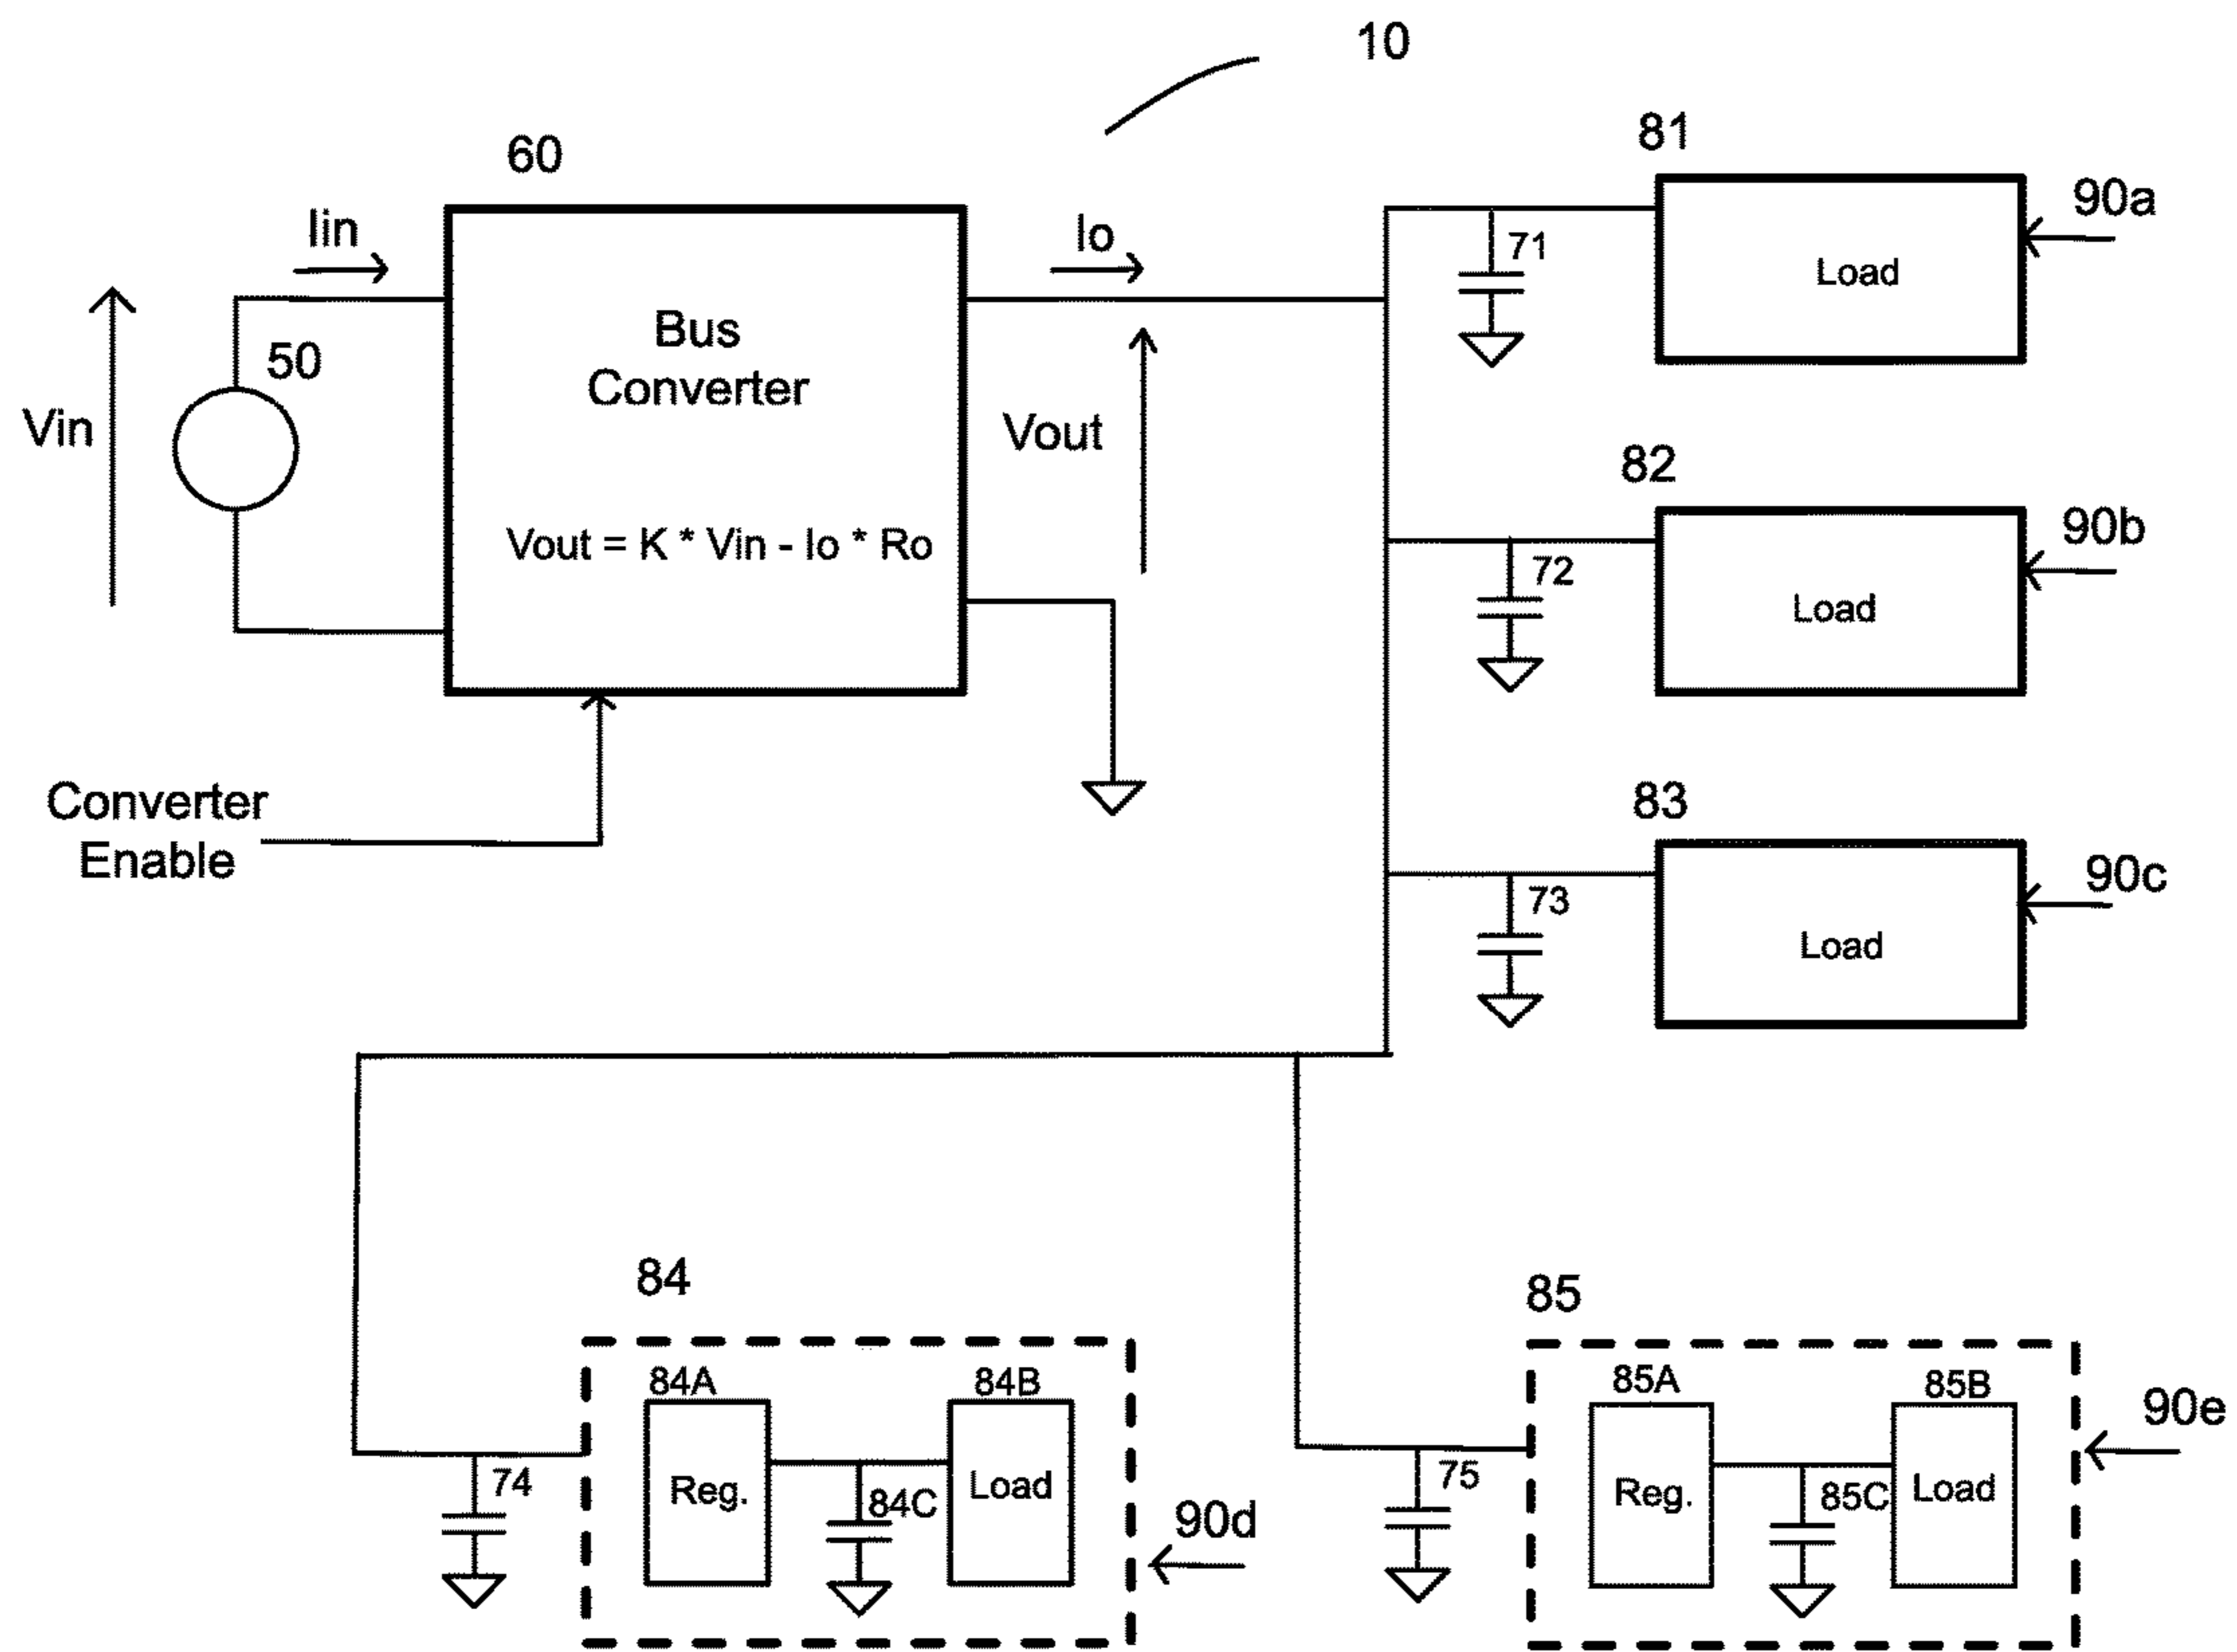 10
60
81
90a
Iin
Io
71
Load
50
Bus
Converter
Vin
Vout
82
90b
Vout = K * Vin - Io * Ro
72
Load
Converter
Enable
83
90c
73
Load
84
85
84A
84B
85A
85B
90e
74
Reg.
84C
Load
75
Reg.
85C
Load
90d